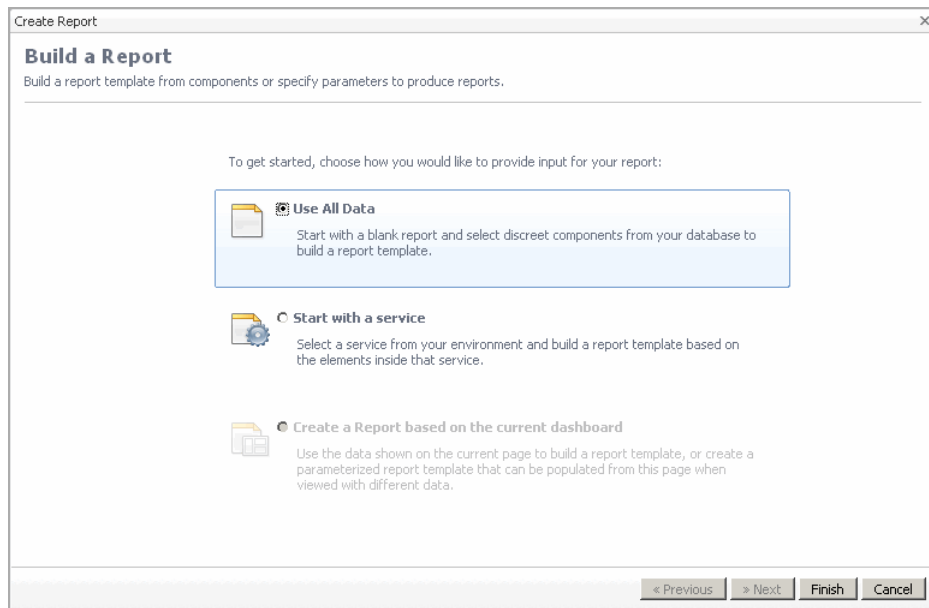 Create Report
Build a Report
Build a report template from components or specify parameters to produce reports.
To get started, choose how you would like to provide input for your report:
Use All Data
Start with a blank report and select discreet components from your database to
build a report template.
Start with a service
Select a service from your environment and build a report template based on
the elements inside that service.
Create a Report based on the current dashboard
Use the data shown on the current page to build a report template, or create a
parameterized report template that can be populated from this page when
viewed with different data.
« Previous » Next Finish Cancel